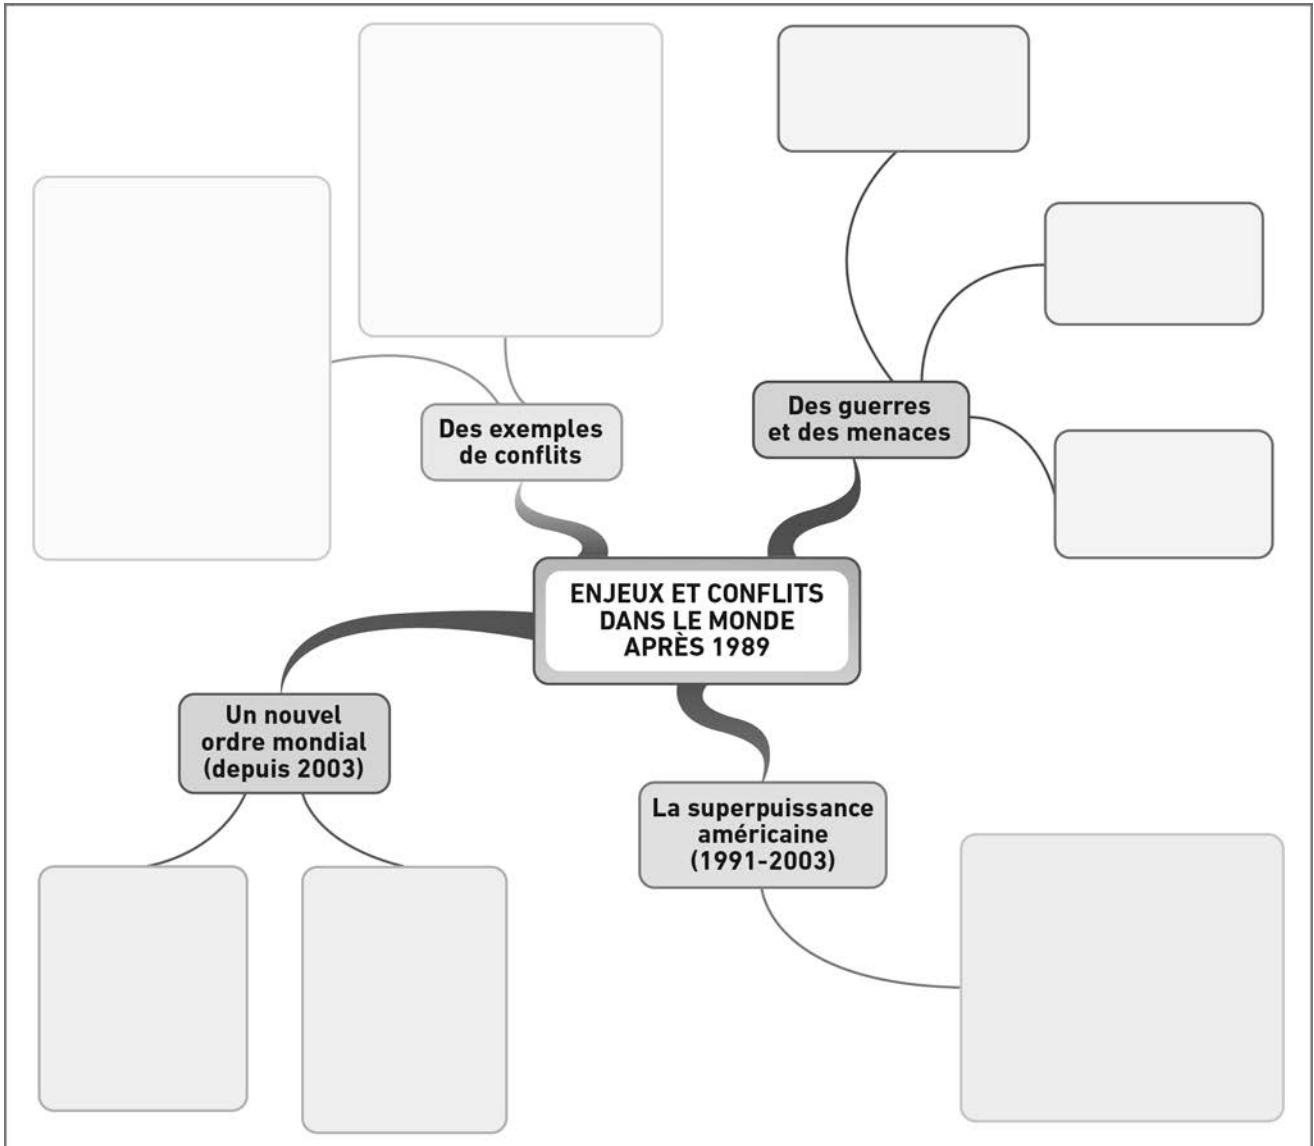 Des exemples
de conflits
Des guerres
et des menaces
ENJEUX ET CONFLITS
DANS LE MONDE
APRÈS 1989
Un nouvel
ordre mondial
(depuis 2003)
La superpuissance
américaine
(1991-2003)